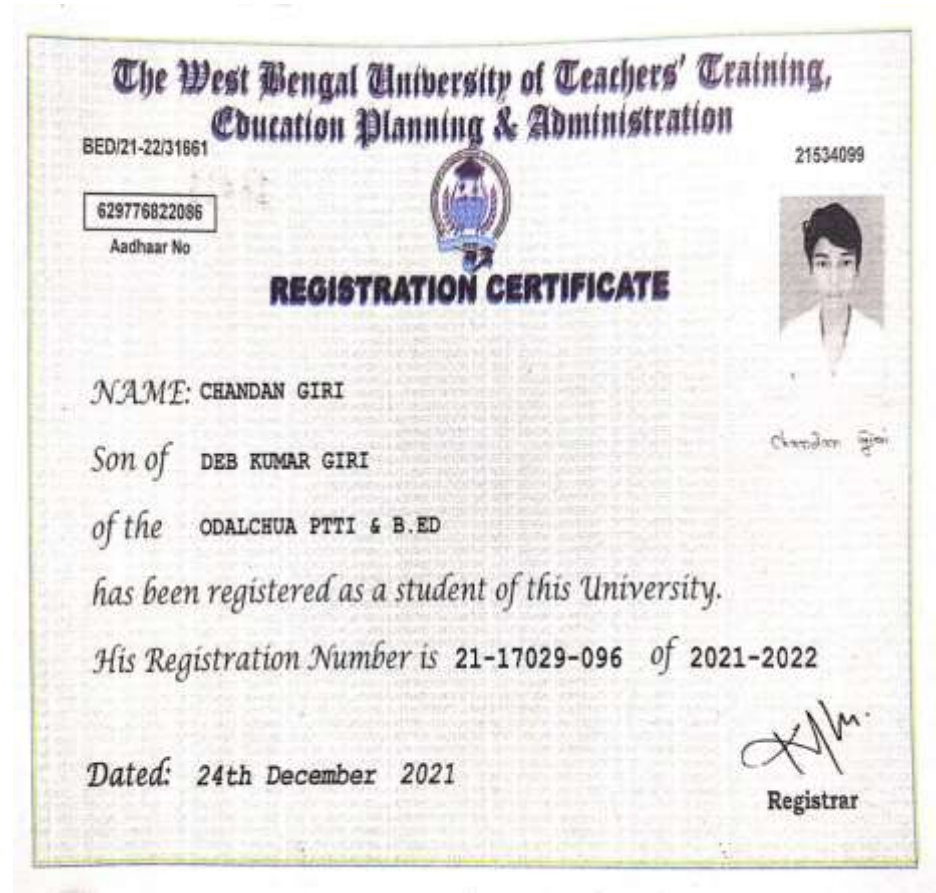 The West Bengal University of Teachers' Training,
Education Planning & Administration
BED/21-22/31661
21534099
629776822086
Aadhaar No
REGISTRATION CERTIFICATE
NAME: CHANDAN GIRI
Chandan Giri
Son of DEB KUMAR GIRI
of the ODALCHUA PTTI & B.ED
has been registered as a student of this University.
His Registration Number is 21-17029-096 of 2021-2022
Dated: 24th December 2021
Registrar